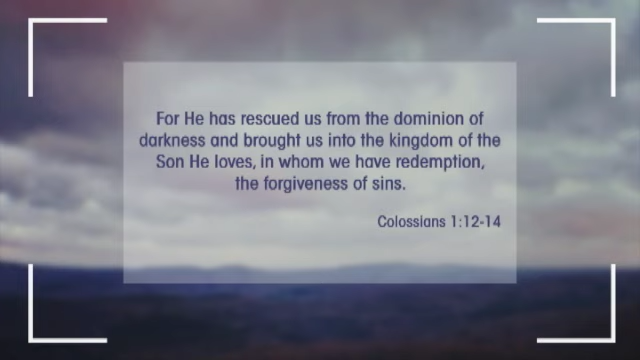 For He has rescued us from the dominion of
darkness and brought us into the kingdom of the
Son He loves, in whom we have redemption,
the forgiveness of sins.
Colossians 1:12-14